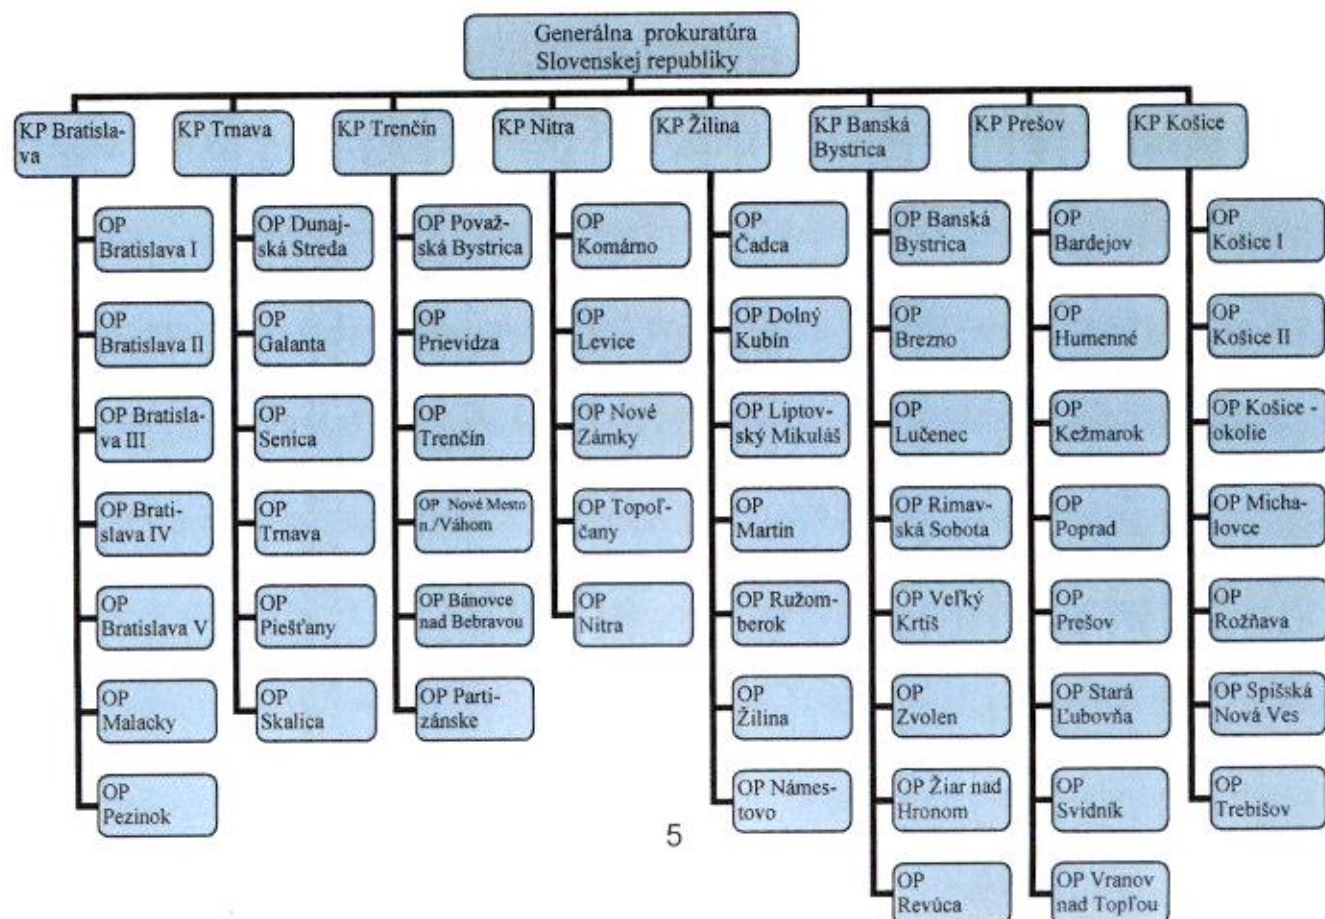 Generálna prokuratúra
Slovenskej republiky
KP Bratisla-
va
KP Trnava
KP Trenčín
KP Nitra
KP Žilina
KP Banská
Bystrica
KP Prešov
KP Košice
OP
Bratislava I
OP
Bratislava II
OP Bratisla-
va III
OP Brati-
slava IV
OP
Bratislava V
OP
Malacky
OP
Pezinok
OP Dunaj-
ská Streda
OP
Galanta
OP
Senica
OP
Trnava
OP
Piešťany
OP
Skalica
OP Považ-
ská Bystrica
OP
Prievidza
OP
Trenčín
OP Nové Mesto
n./Váhom
OP Bánovce
nad Bebravou
OP Parti-
zánske
OP
Komárno
OP
Levice
OP Nové
Zámky
OP Topoľ-
čany
OP
Nitra
OP
Čadca
OP Dolný
Kubín
OP Liptov-
ský Mikuláš
OP
Martin
OP Ružom-
berok
OP
Žilina
OP Námes-
tovo
OP Banská
Bystrica
OP
Brezno
OP
Lučenec
OP Rimav-
ská Sobota
OP Veľký
Krtíš
OP
Zvolen
OP Žiar nad
Hronom
OP
Revúca
OP
Bardejov
OP
Humenné
OP
Kežmarok
OP
Poprad
OP
Prešov
OP Stará
Ľubovňa
OP
Svidník
OP Vranov
nad Topľou
OP
Košice I
OP
Košice II
OP Košice -
okolie
OP Micha-
lovce
OP
Rožňava
OP Spišská
Nová Ves
OP
Trebišov
5